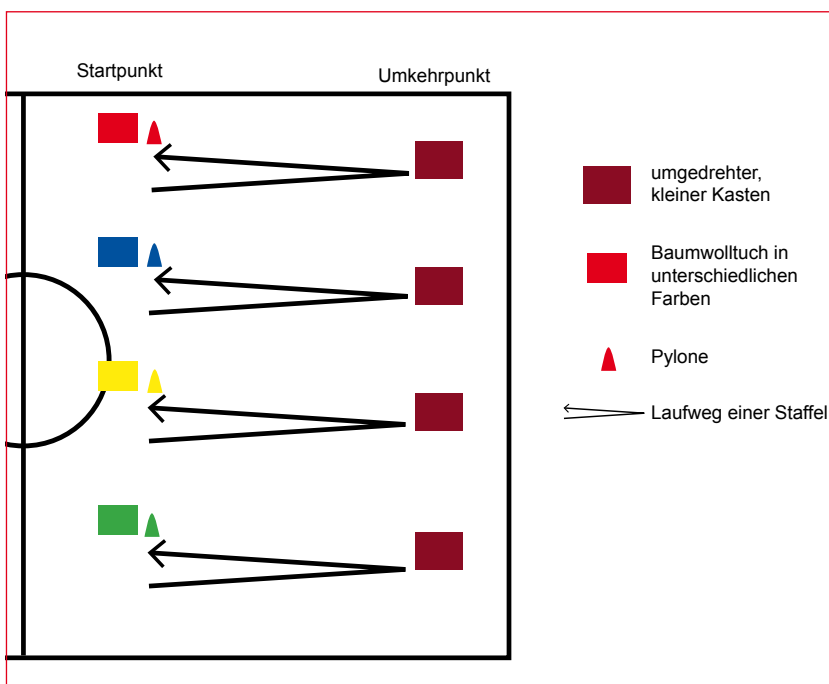 Startpunkt
Umkehrpunkt
umgedrehter,
kleiner Kasten
Baumwolltuch in
unterschiedlichen
Farben
Pylone
Laufweg einer Staffel